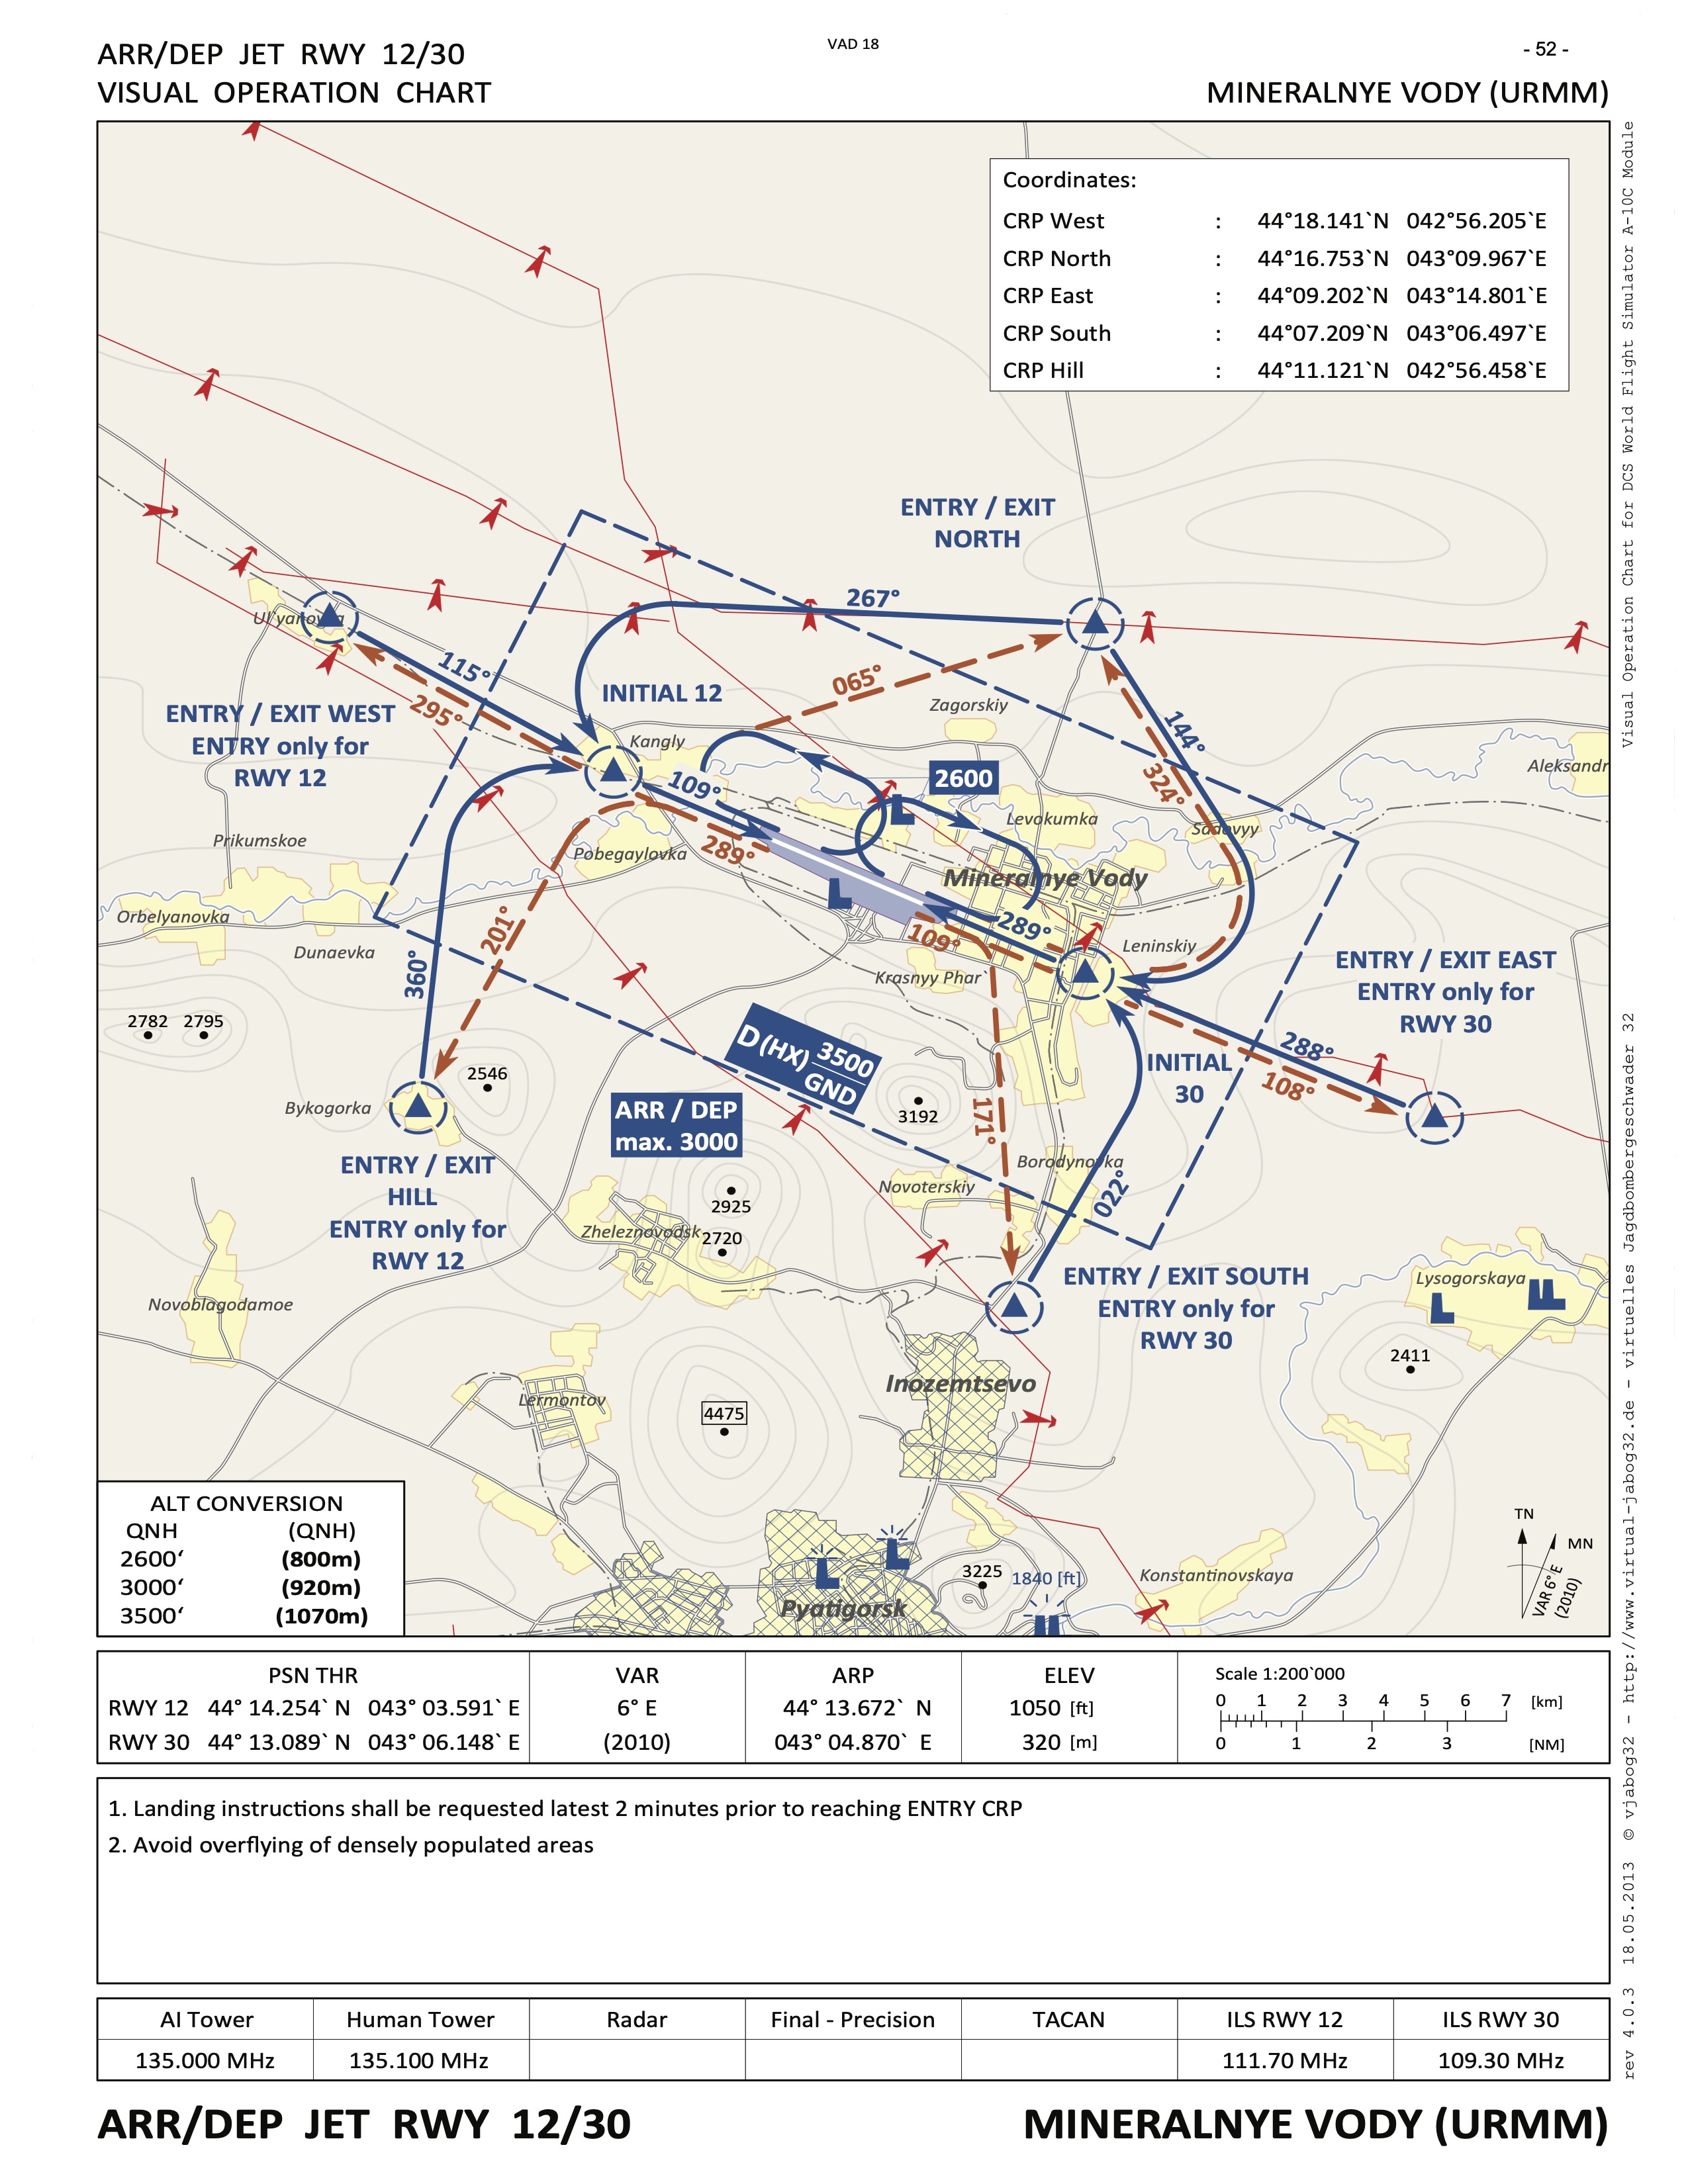 ARR/DEP JET RWY 12/30
VAD 18
- 52 -
VISUAL OPERATION CHART
MINERALNYE VODY (URMM)
Coordinates:
CRP West : 44°18.141`N 042°56.205`E
CRP North : 44°16.753`N 043°09.967`E
CRP East : 44°09.202`N 043°14.801`E
CRP South : 44°07.209`N 043°06.497`E
CRP Hill : 44°11.121`N 042°56.458`E
ENTRY / EXIT
NORTH
267°
Ul`yanovka
115°
295°
INITIAL 12
065°
Zagorskiy
ENTRY / EXIT WEST
ENTRY only for
RWY 12
Kangly
144°
324°
Aleksandr
109°
2600
Levokumka
Sadovyy
Prikumskoe
Pobegaylovka
289°
Mineralnye Vody
Orbelyanovka
Dunaevka
201°
360°
109°
289°
Leninskiy
Krasnyy Phar`
ENTRY / EXIT EAST
ENTRY only for
RWY 30
2782
2795
2546
D(HX) 3500
GND
288°
108°
INITIAL
30
3192
171°
Bykogorka
ARR / DEP
max. 3000
ENTRY / EXIT
HILL
ENTRY only for
RWY 12
Borodynovka
022°
Novoterskiy
2925
Zheleznovodsk
2720
ENTRY / EXIT SOUTH
ENTRY only for
RWY 30
Lysogorskaya
Novoblagodamoe
2411
Inozemtsevo
Lermontov
4475
ALT CONVERSION
QNH (QNH)
2600‘ (800m)
3000‘ (920m)
3500‘ (1070m)
3225
1840 [ft]
Konstantinovskaya
Pyatigorsk
TN
MN
VAR 6° E
(2010)
PSN THR
RWY 12 44° 14.254` N 043° 03.591` E
RWY 30 44° 13.089` N 043° 06.148` E
VAR
6° E
(2010)
ARP
44° 13.672` N
043° 04.870` E
ELEV
1050 [ft]
320 [m]
Scale 1:200`000
0 1 2 3 4 5 6 7 [km]
0 1 2 3 [NM]
1. Landing instructions shall be requested latest 2 minutes prior to reaching ENTRY CRP
2. Avoid overflying of densely populated areas
AI Tower Human Tower Radar Final - Precision TACAN ILS RWY 12 ILS RWY 30
135.000 MHz 135.100 MHz 111.70 MHz 109.30 MHz
ARR/DEP JET RWY 12/30
MINERALNYE VODY (URMM)
rev 4.0.3 18.05.2013 © vjabog32 - http://www.virtual-jabog32.de - virtuelles Jagdbombergeschwader 32
Visual Operation Chart for DCS World Flight Simulator A-10C Module